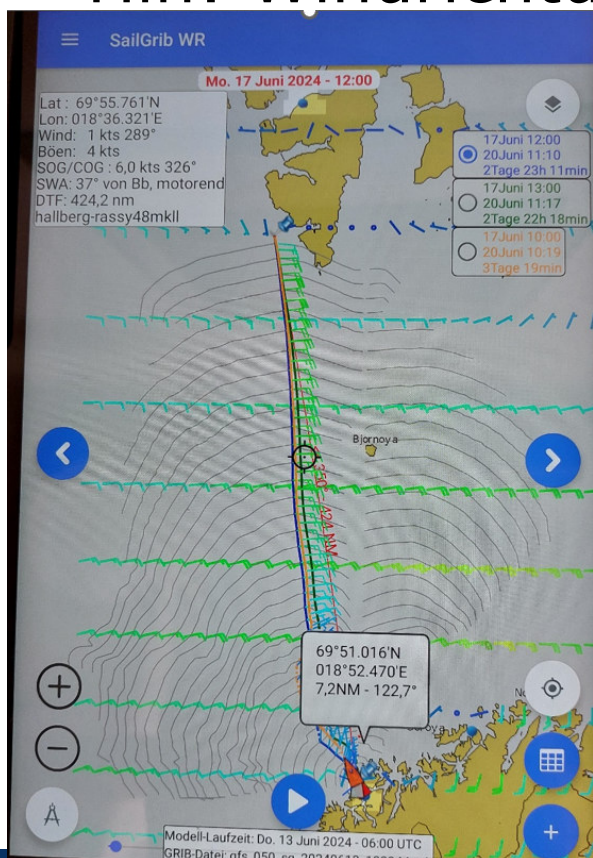 SailGrib WR
Mo. 17 Juni 2024 - 12:00
Lat : 69°55.761'N
Lon: 018°36.321'E
Wind: 1 kts 289°
Böen: 4 kts
SOG/COG : 6,0 kts 326°
SWA: 37° von Bb, motorend
DTF: 424,2 nm
hallberg-rassy48mkll
17Juni 12:00
20Juni 11:10
2Tage 23h 11min
17Juni 13:00
20Juni 11:17
2Tage 22h 18min
17Juni 10:00
20Juni 10:19
3Tage 19min
Bjornoya
350° - 424 NM
69°51.016'N
018°52.470'E
7,2NM - 122,7°
Modell-Laufzeit: Do. 13 Juni 2024 - 06:00 UTC